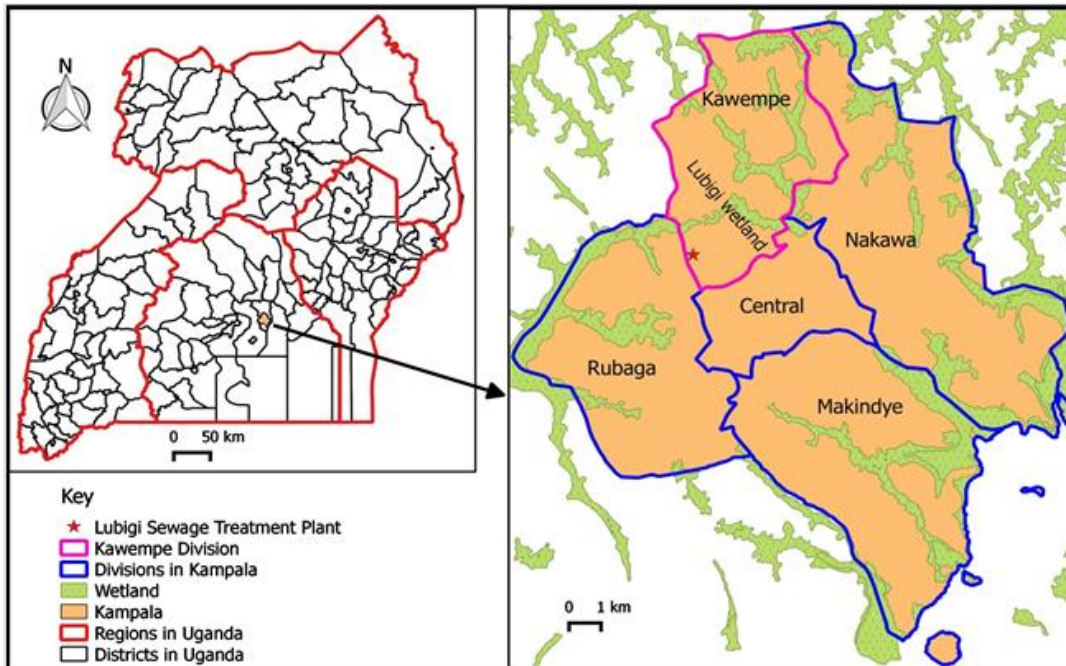 N
0 50 km
Key
Lubigi Sewage Treatment Plant
Kawempe Division
Divisions in Kampala
Wetland
Kampala
Regions in Uganda
Districts in Uganda
Kawempe
Lubigi wetland
Nakawa
Central
Rubaga
Makindye
0 1 km